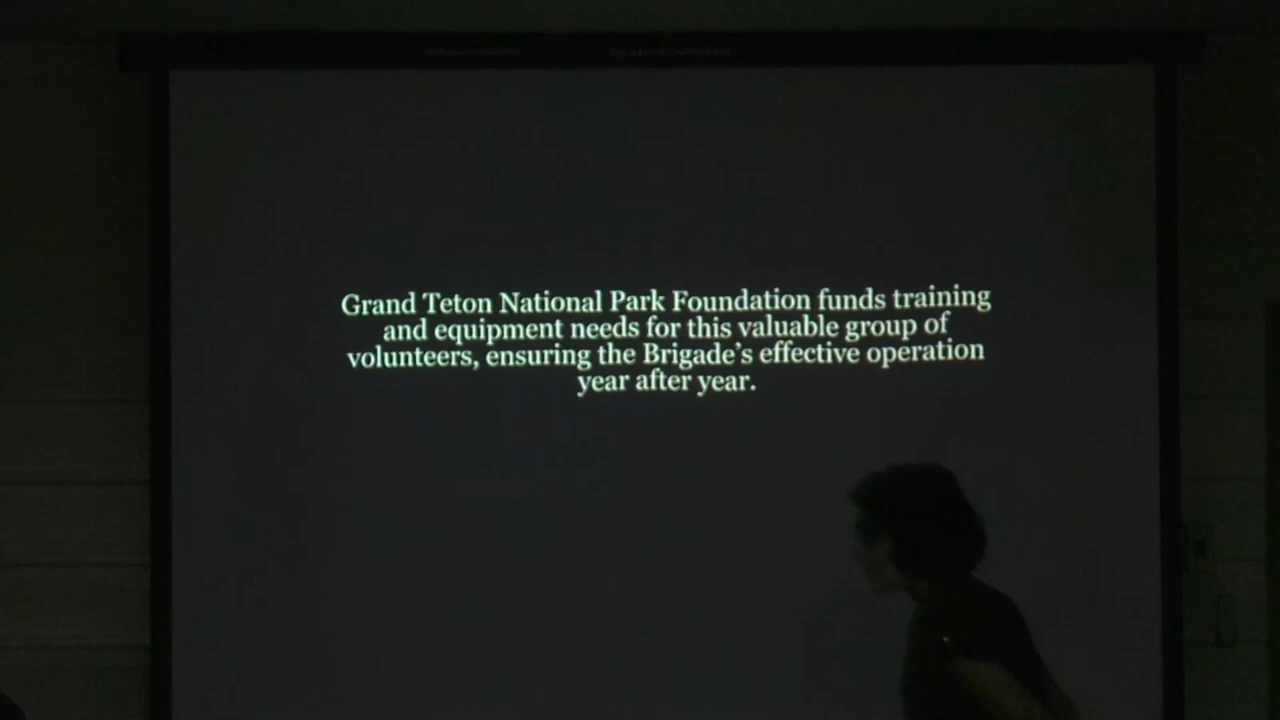 Grand Teton National Park Foundation funds training
and equipment needs for this valuable group of
volunteers, ensuring the Brigade’s effective operation
year after year.